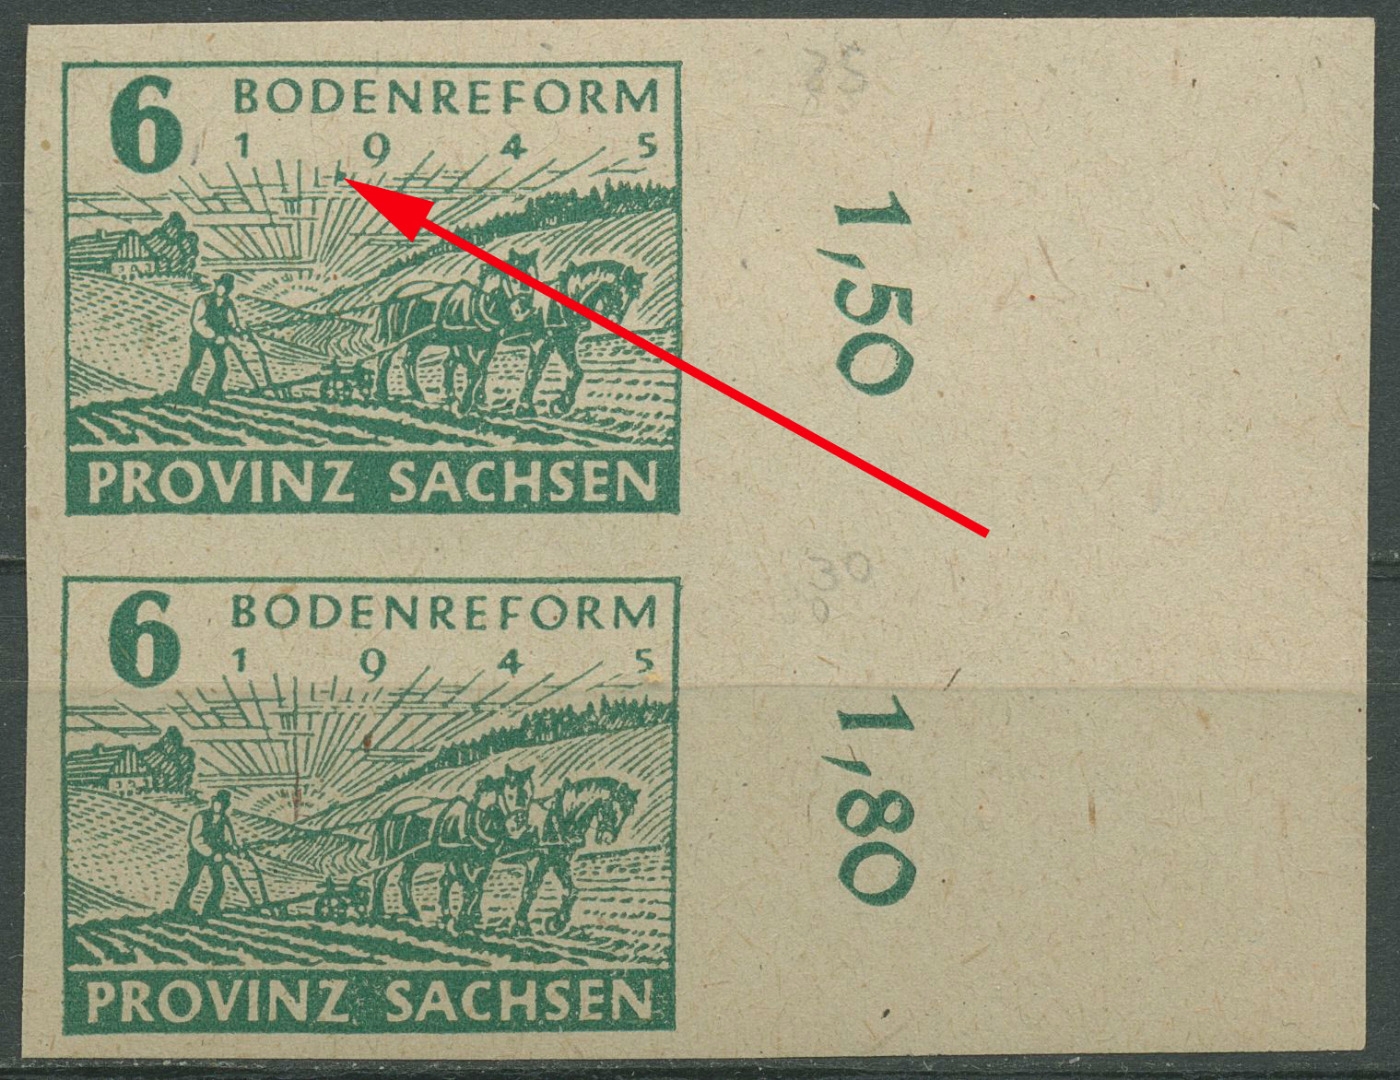 6 BODENREFORM
1 9 4 5
PROVINZ SACHSEN
1,50
6 BODENREFORM
1 9 4 5
PROVINZ SACHSEN
1,80
30